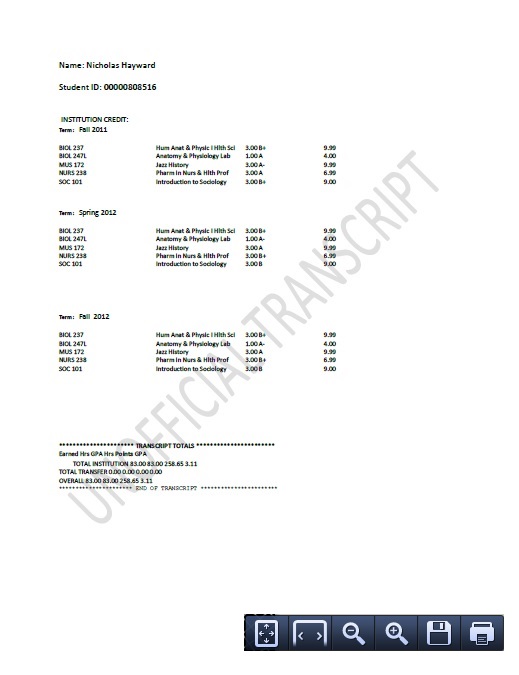 Name: Nicholas Hayward
Student ID: 00000808516
INSTITUTION CREDIT:
Term: Fall 2011
BIOL 237 Hum Anat & Physic I Hlth Sci 3.00 B+ 9.99
BIOL 247L Anatomy & Physiology Lab 1.00 A 4.00
MUS 172 Jazz History 3.00 A- 9.99
NURS 238 Pharm in Nurs & Hlth Prof 3.00 A- 6.99
SOC 101 Introduction to Sociology 3.00 B+ 9.00
Term: Spring 2012
BIOL 237 Hum Anat & Physic I Hlth Sci 3.00 B+ 9.99
BIOL 247L Anatomy & Physiology Lab 1.00 A- 4.00
MUS 172 Jazz History 3.00 A 9.99
NURS 238 Pharm in Nurs & Hlth Prof 3.00 B+ 6.99
SOC 101 Introduction to Sociology 3.00 B 9.00
Term: Fall 2012
BIOL 237 Hum Anat & Physic I Hlth Sci 3.00 B+ 9.99
BIOL 247L Anatomy & Physiology Lab 1.00 A- 4.00
MUS 172 Jazz History 3.00 A 9.99
NURS 238 Pharm in Nurs & Hlth Prof 3.00 B+ 6.99
SOC 101 Introduction to Sociology 3.00 B 9.00
********************** TRANSCRIPT TOTALS ***********************
Earned Hrs GPA Hrs Points GPA
TOTAL INSTITUTION 83.00 83.00 258.65 3.11
TOTAL TRANSFER 0.00 0.00 0.00 0.00
OVERALL 83.00 83.00 258.65 3.11
********************** END OF TRANSCRIPT ***********************
UNOFFICIAL TRANSCRIPT